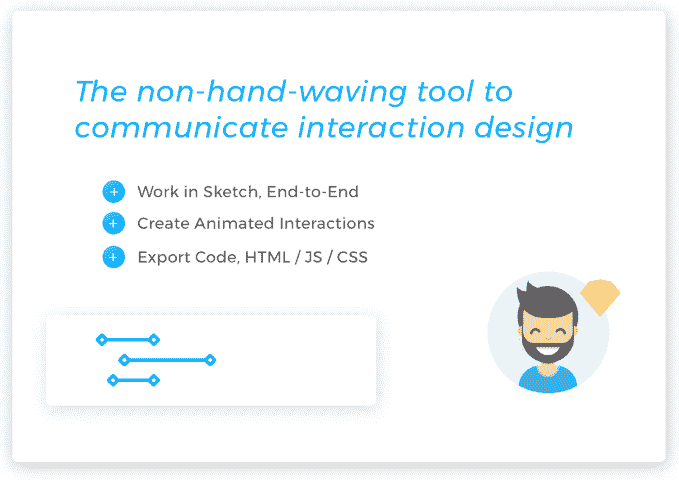 The non-hand-waving tool to
communicate interaction design
Work in Sketch, End-to-End
Create Animated Interactions
Export Code, HTML / JS / CSS